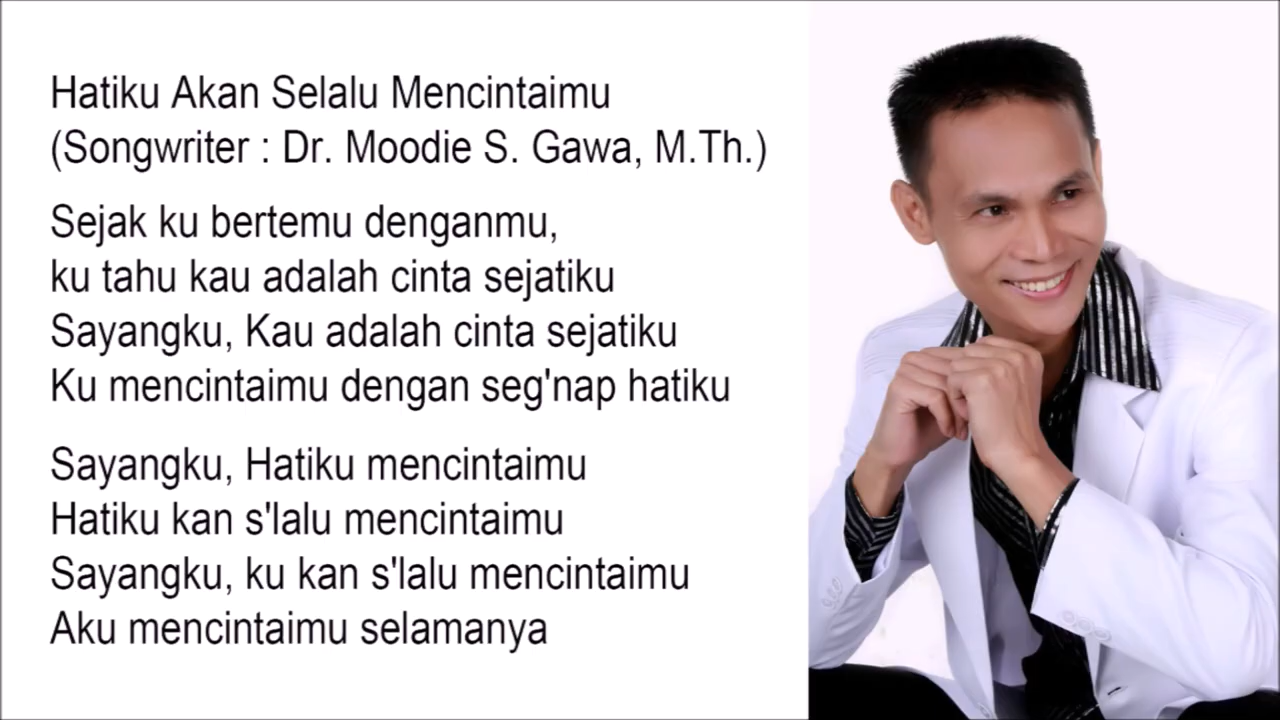 Hatiku Akan Selalu Mencintaimu
(Songwriter : Dr. Moodie S. Gawa, M.Th.)
Sejak ku bertemu denganmu,
ku tahu kau adalah cinta sejatiku
Sayangku, Kau adalah cinta sejatiku
Ku mencintaimu dengan seg'nap hatiku
Sayangku, Hatiku mencintaimu
Hatiku kan s'lalu mencintaimu
Sayangku, ku kan s'lalu mencintaimu
Aku mencintaimu selamanya